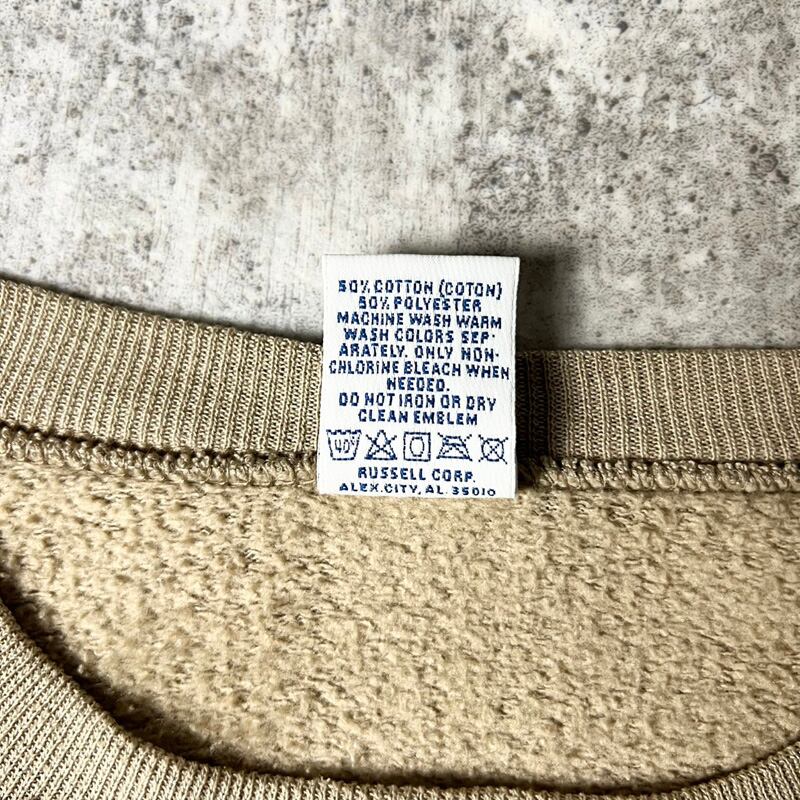 50% COTTON (COTON)
50% POLYESTER
MACHINE WASH WARM
WASH COLORS SEP-
ARATELY. ONLY NON-
CHLORINE BLEACH WHEN
NEEDED.
DO NOT IRON OR DRY
CLEAN EMBLEM
40°
RUSSELL CORP.
ALEX.CITY, AL. 35010